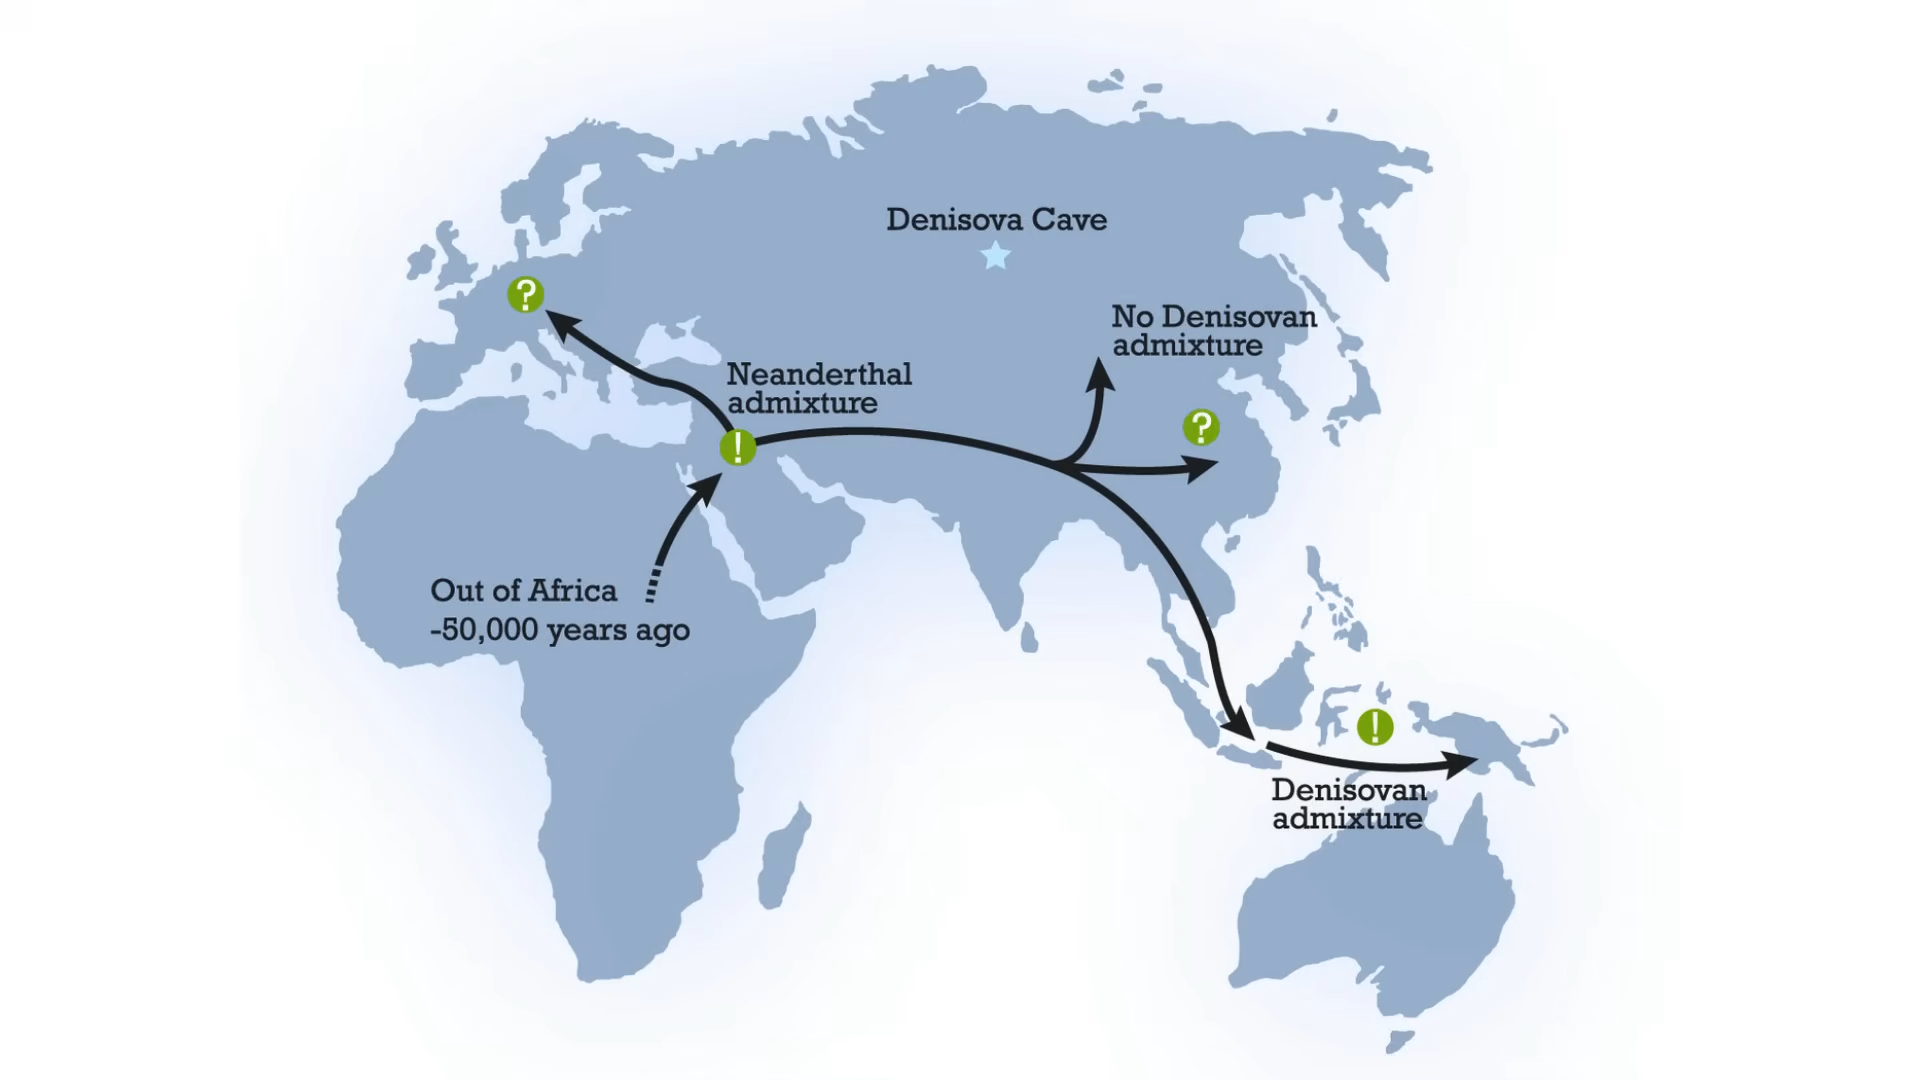 Denisova Cave
?
No Denisovan
admixture
Neanderthal
admixture
?
!
Out of Africa
-50,000 years ago
!
Denisovan
admixture